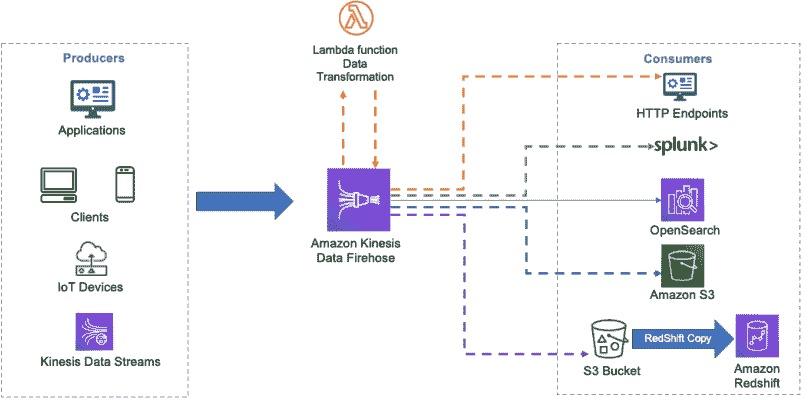 Producers
Applications
Clients
IoT Devices
Kinesis Data Streams
Lambda function
Data
Transformation
Amazon Kinesis
Data Firehose
Consumers
HTTP Endpoints
splunk>
OpenSearch
Amazon S3
S3 Bucket
RedShift Copy
Amazon
Redshift